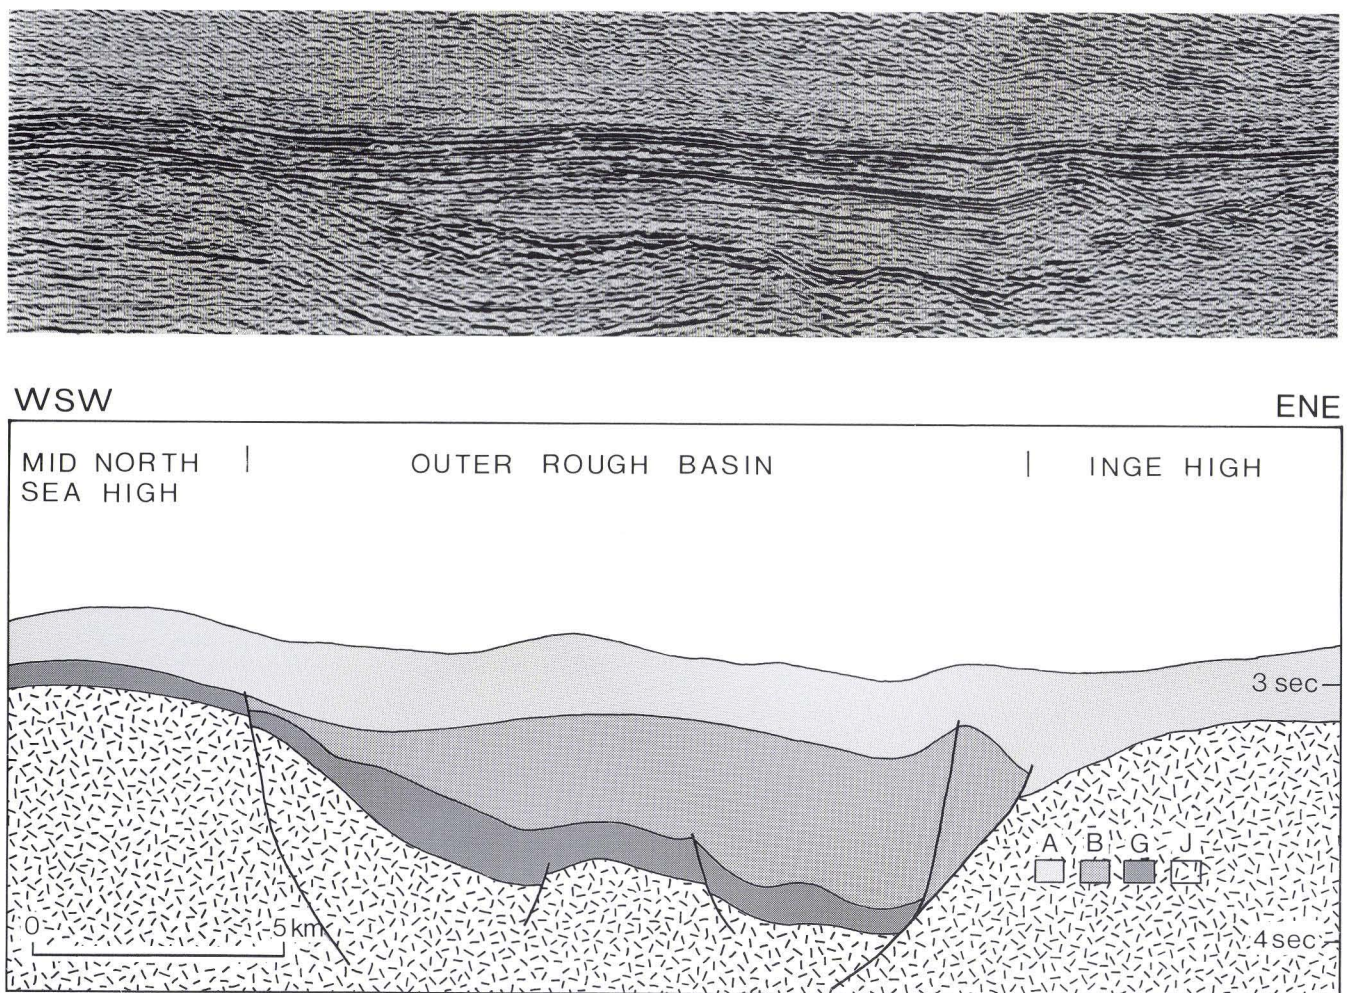 WSW ENE
MID NORTH | OUTER ROUGH BASIN | INGE HIGH
SEA HIGH
3 sec
A B G J
0 5 km
4 sec